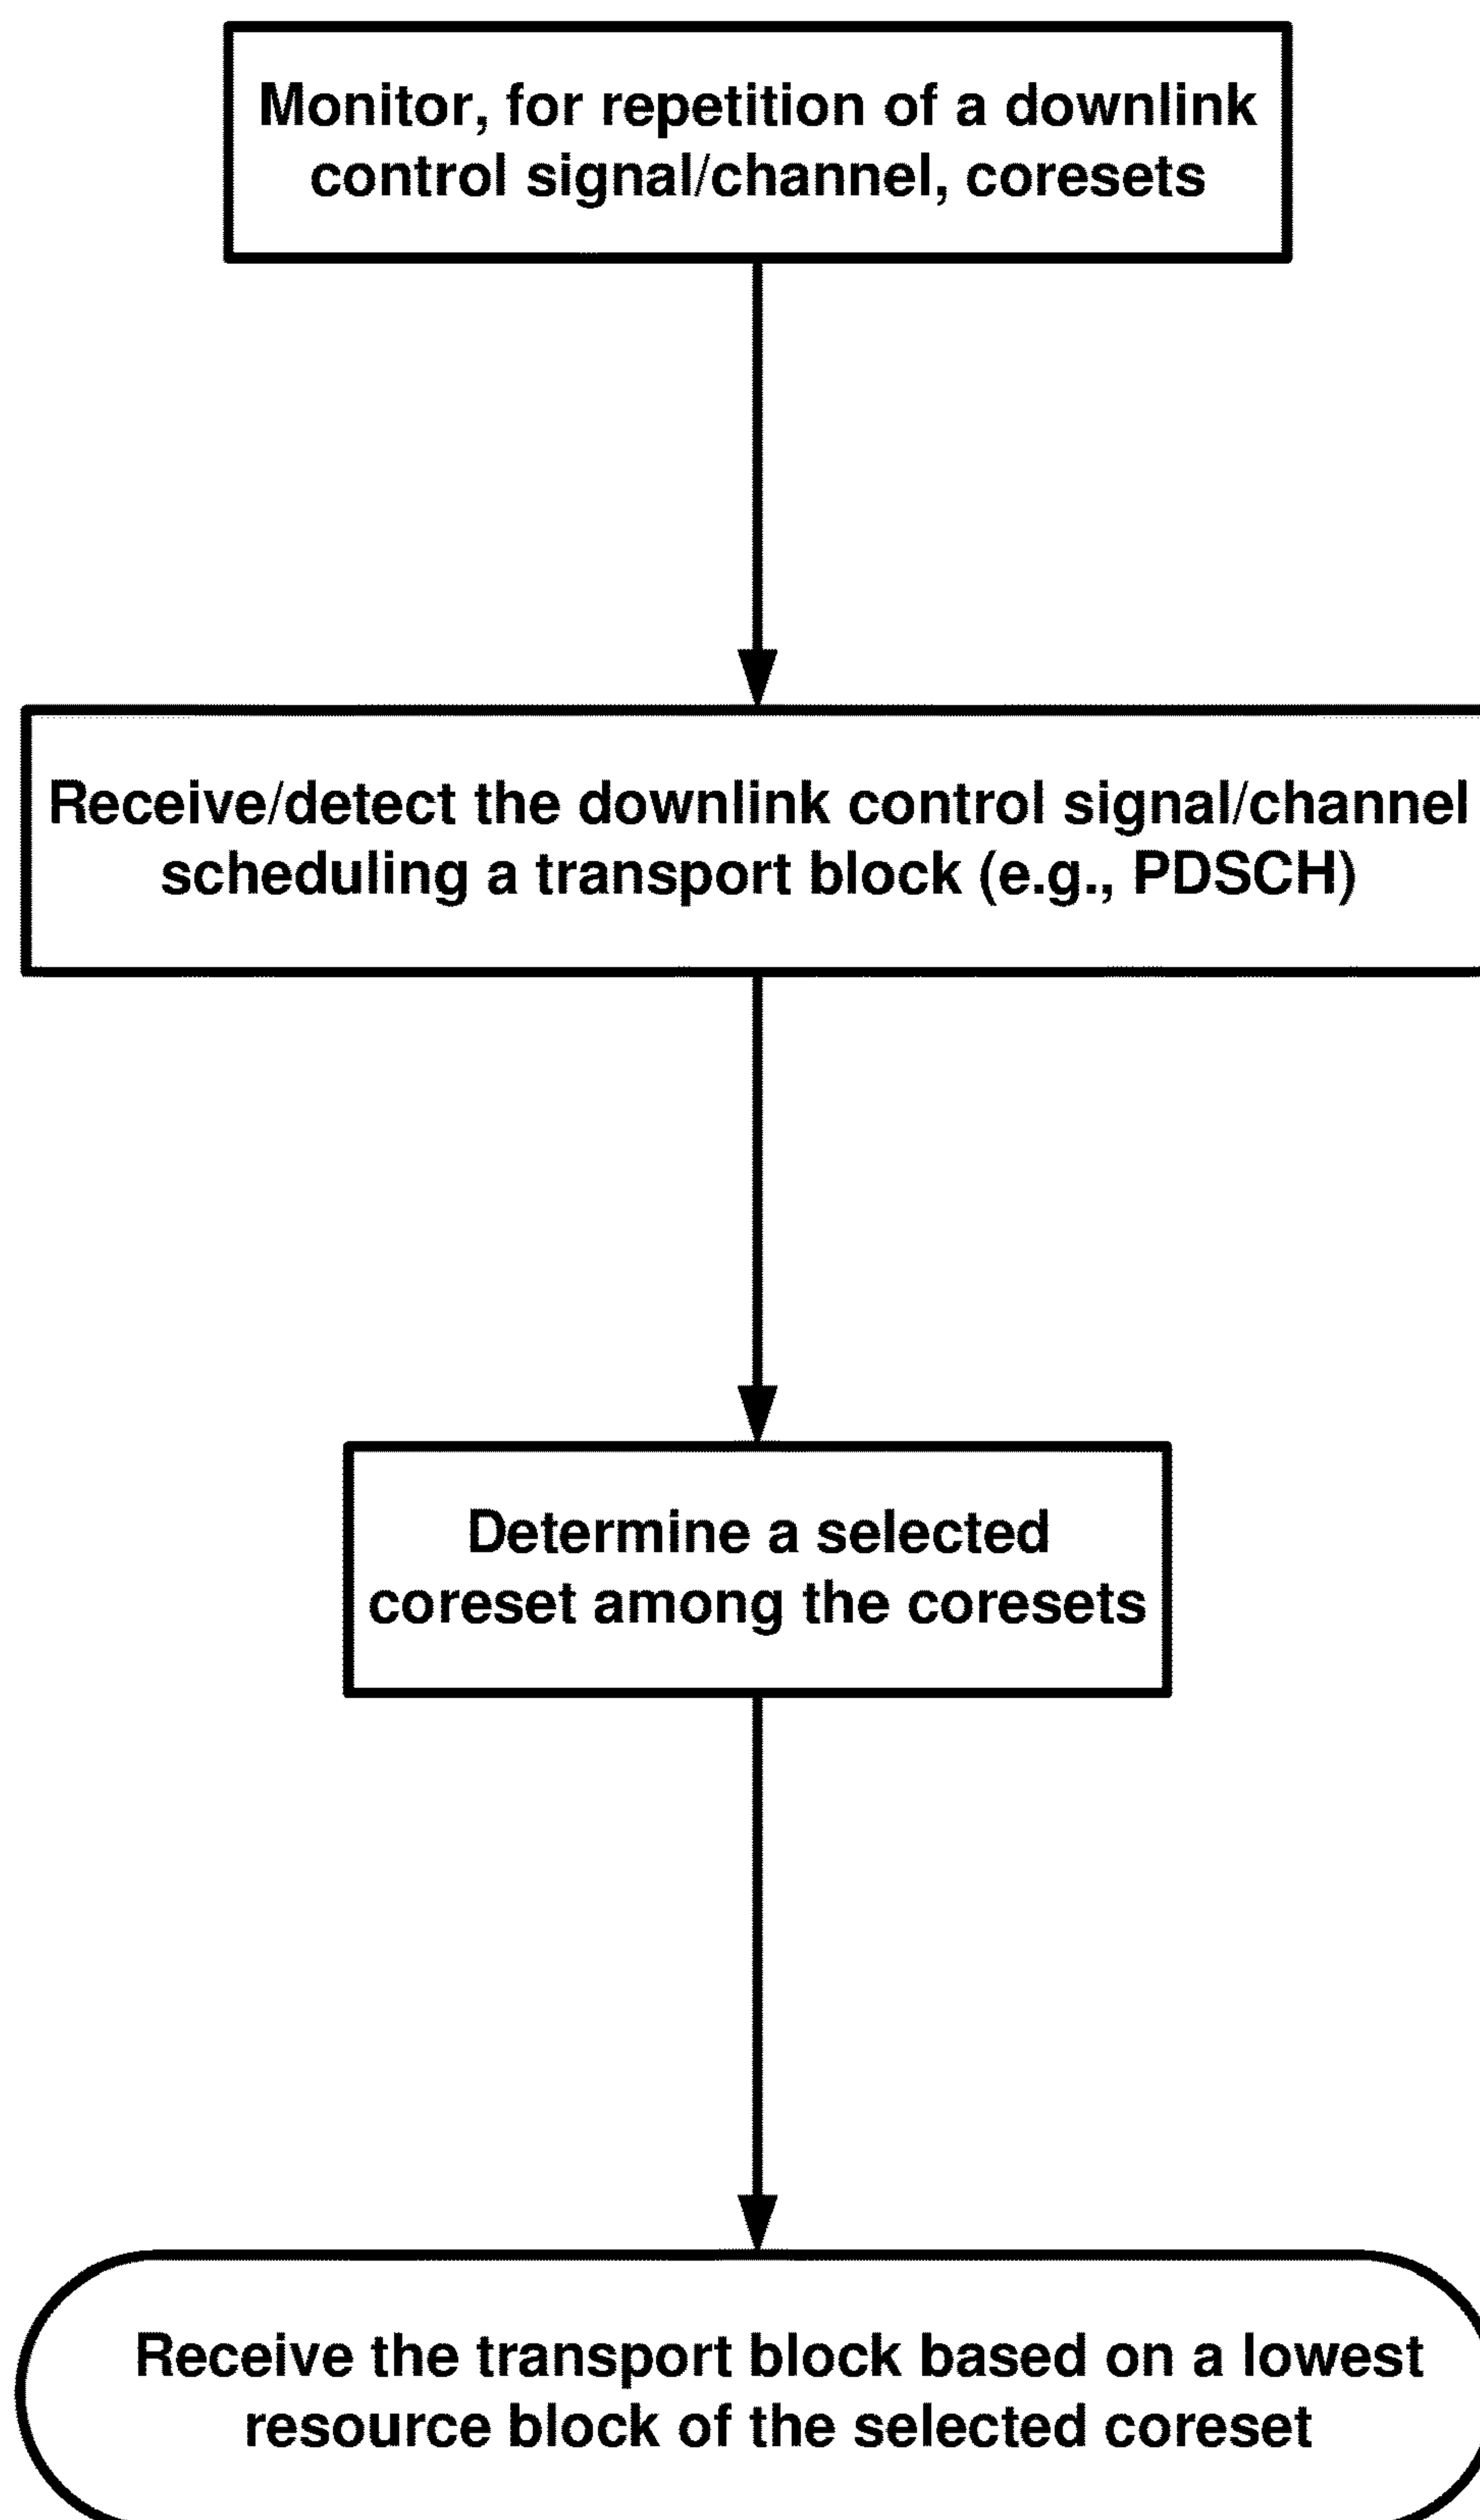 Monitor, for repetition of a downlink
control signal/channel, coresets
Receive/detect the downlink control signal/channel
scheduling a transport block (e.g., PDSCH)
Determine a selected
coreset among the coresets
Receive the transport block based on a lowest
resource block of the selected coreset